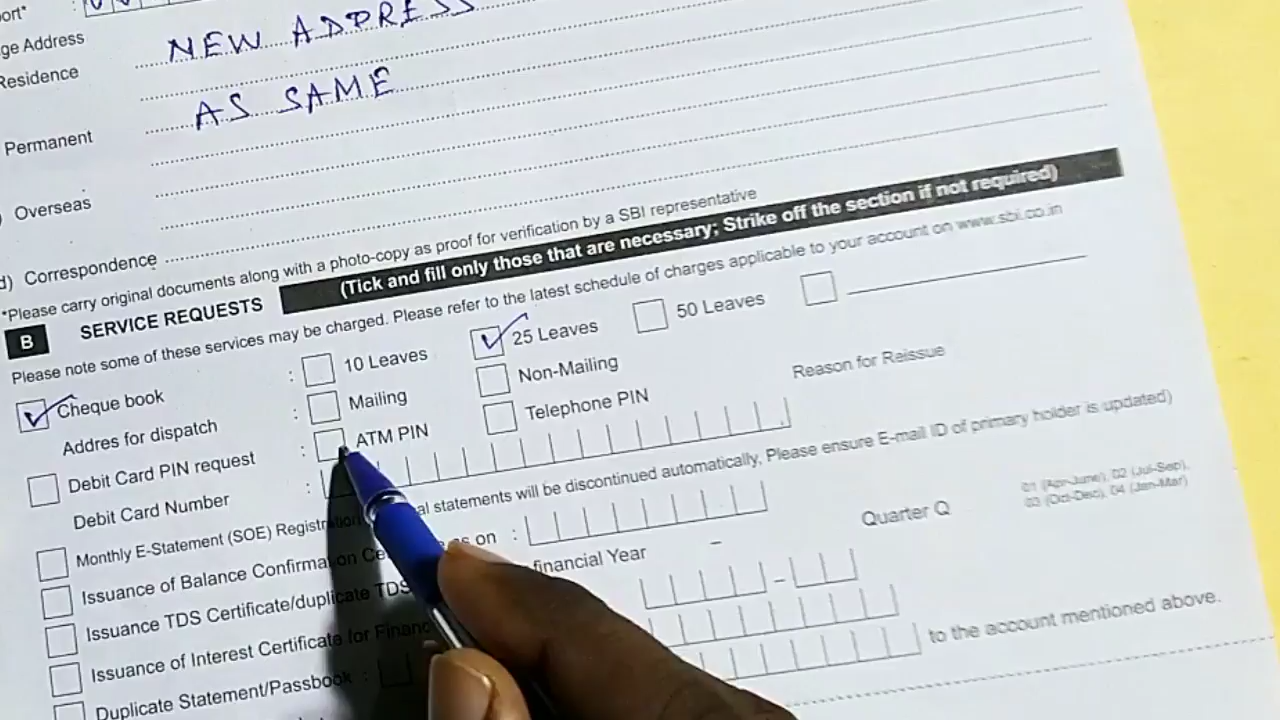 ort*
ge Address
Residence NEW ADDRESS
Permanent AS SAME
Overseas
d) Correspondence
*Please carry original documents along with a photo-copy as proof for verification by a SBI representative
B SERVICE REQUESTS (Tick and fill only those that are necessary; Strike off the section if not required)
Please note some of these services may be charged. Please refer to the latest schedule of charges applicable to your account on www.sbi.co.in
Cheque book : 10 Leaves 25 Leaves 50 Leaves
Addres for dispatch : Mailing Non-Mailing
Debit Card PIN request : ATM PIN Telephone PIN Reason for Reissue
Debit Card Number :
Monthly E-Statement (SOE) Registration al statements will be discontinued automatically, Please ensure E-mail ID of primary holder is updated)
Issuance of Balance Confirmation Ce as on :
Issuance TDS Certificate/duplicate TDS financial Year – Quarter Q 01 (Apr-June), 02 (Jul-Sep), 03 (Oct-Dec), 04 (Jan-Mar)
Issuance of Interest Certificate for Financ –
Duplicate Statement/Passbook :
to the account mentioned above.